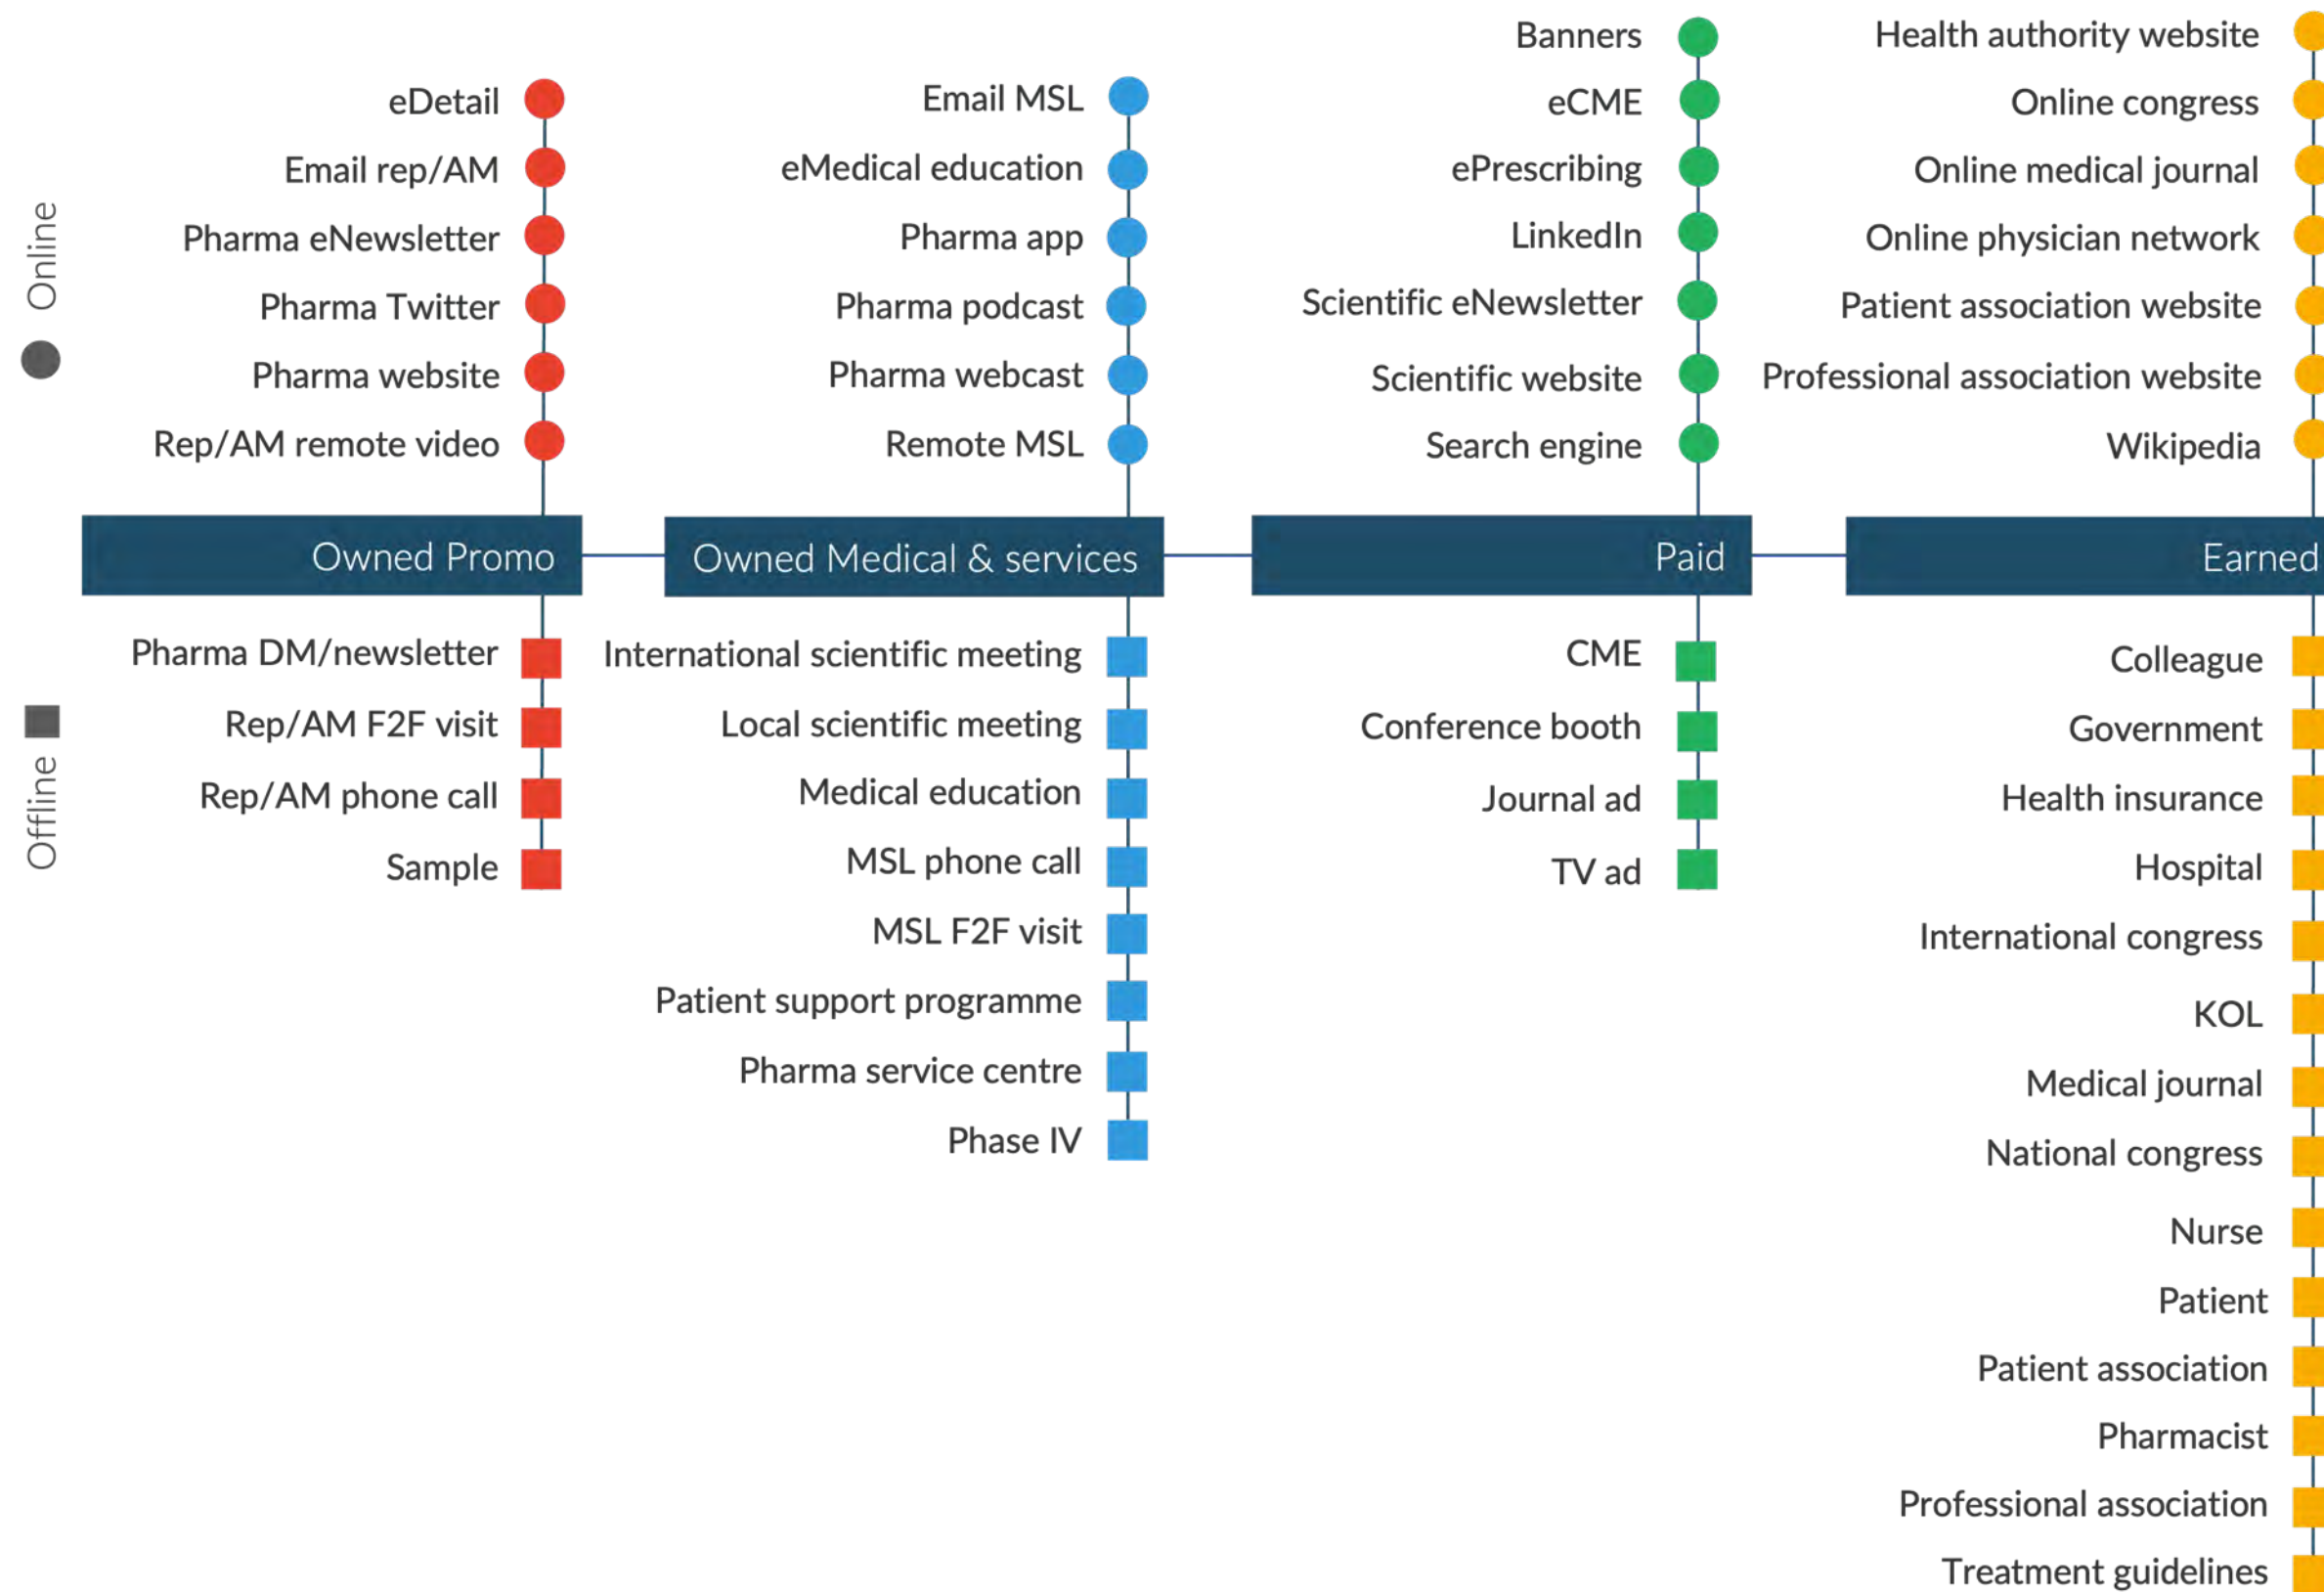 Online
Offline
eDetail
Email rep/AM
Pharma eNewsletter
Pharma Twitter
Pharma website
Rep/AM remote video
Owned Promo
Pharma DM/newsletter
Rep/AM F2F visit
Rep/AM phone call
Sample
Email MSL
eMedical education
Pharma app
Pharma podcast
Pharma webcast
Remote MSL
Owned Medical & services
International scientific meeting
Local scientific meeting
Medical education
MSL phone call
MSL F2F visit
Patient support programme
Pharma service centre
Phase IV
Banners
eCME
ePrescribing
LinkedIn
Scientific eNewsletter
Scientific website
Search engine
Paid
CME
Conference booth
Journal ad
TV ad
Health authority website
Online congress
Online medical journal
Online physician network
Patient association website
Professional association website
Wikipedia
Earned
Colleague
Government
Health insurance
Hospital
International congress
KOL
Medical journal
National congress
Nurse
Patient
Patient association
Pharmacist
Professional association
Treatment guidelines